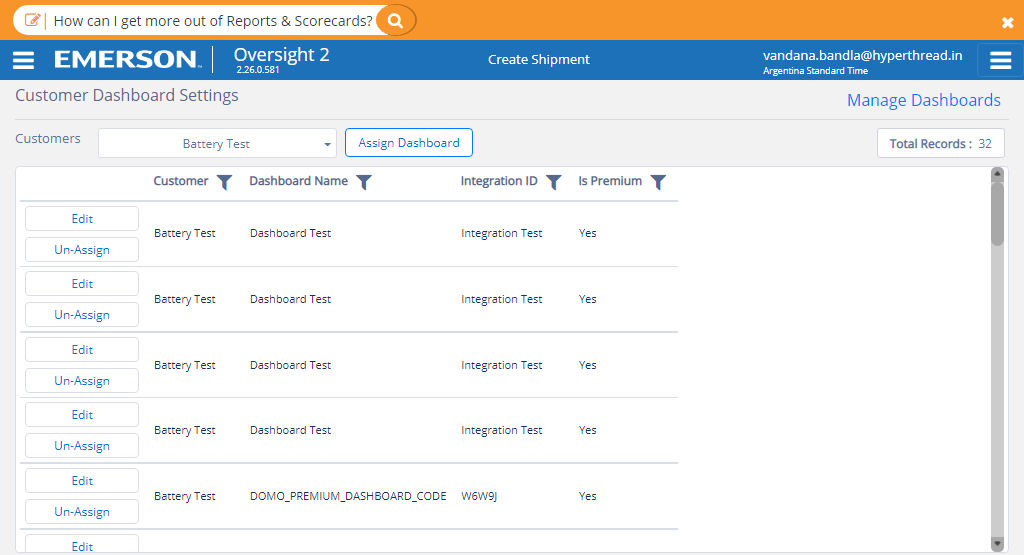 How can I get more out of Reports & Scorecards?
EMERSON Oversight 2
2.26.0.581
Create Shipment
vandana.bandla@hyperthread.in
Argentina Standard Time
Customer Dashboard Settings
Manage Dashboards
Customers Battery Test Assign Dashboard Total Records : 32
Customer Dashboard Name Integration ID Is Premium
Edit
Un-Assign
Battery Test Dashboard Test Integration Test Yes
Edit
Un-Assign
Battery Test Dashboard Test Integration Test Yes
Edit
Un-Assign
Battery Test Dashboard Test Integration Test Yes
Edit
Un-Assign
Battery Test Dashboard Test Integration Test Yes
Edit
Un-Assign
Battery Test DOMO_PREMIUM_DASHBOARD_CODE W6W9J Yes
Edit